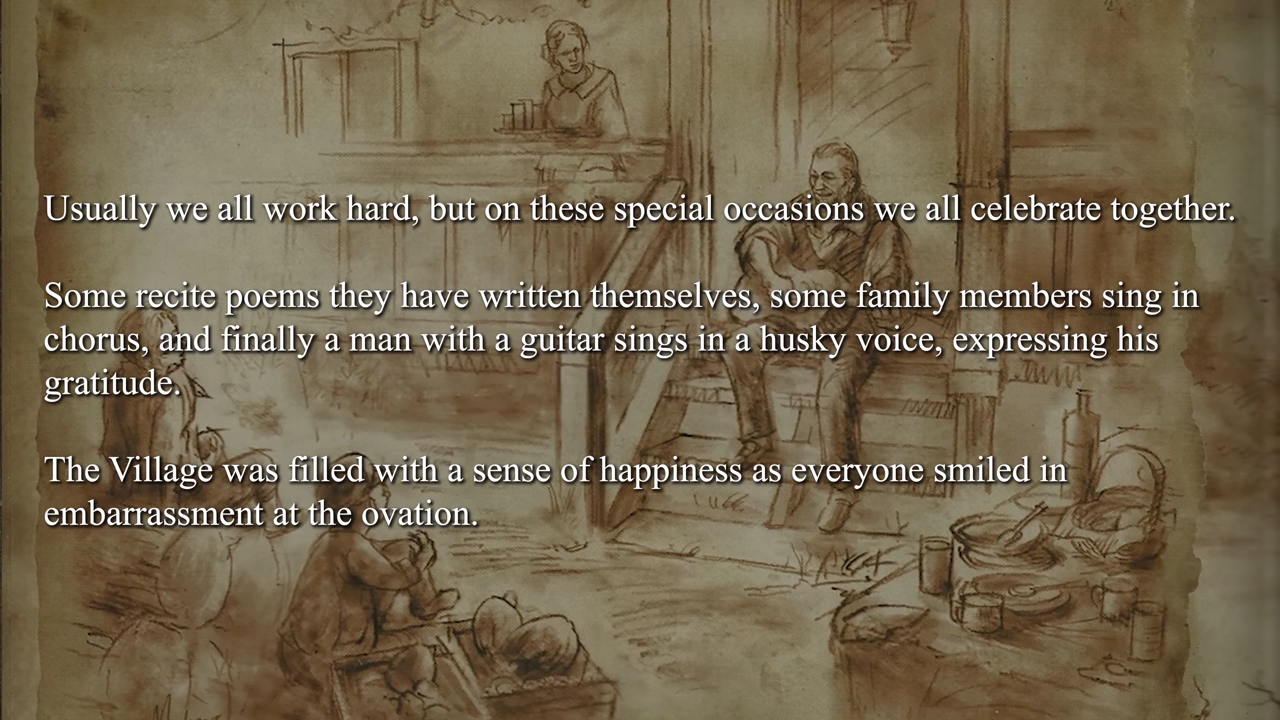 Usually we all work hard, but on these special occasions we all celebrate together.
Some recite poems they have written themselves, some family members sing in
chorus, and finally a man with a guitar sings in a husky voice, expressing his
gratitude.
The Village was filled with a sense of happiness as everyone smiled in
embarrassment at the ovation.